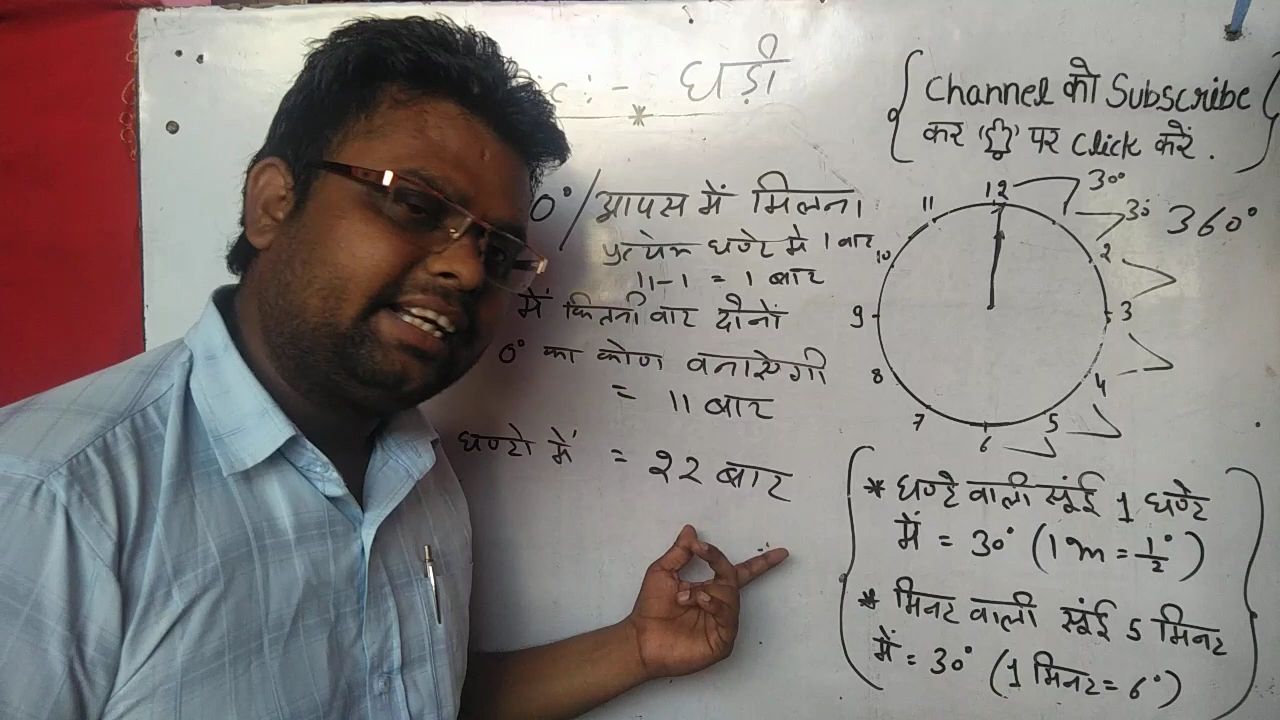 ic :- घड़ी
0°/आपस में मिलना
प्रत्येक घण्टे में 1 बार
11-1 = 1 बार
में कितनी बार दोनों
0° का कोण बनाएगी
= 11 बार
घण्टो में = 22 बार
Channel को Subscribe
कर '🔔' पर Click करें.
12 30°
30° 360°
11
10
2
9
3
8
4
7
5
6
* घण्टे वाली सूंई 1 घण्टे
में = 30° (1 m = 1/2°)
* मिनट वाली सूंई 5 मिनट
में = 30° (1 मिनट = 6°)